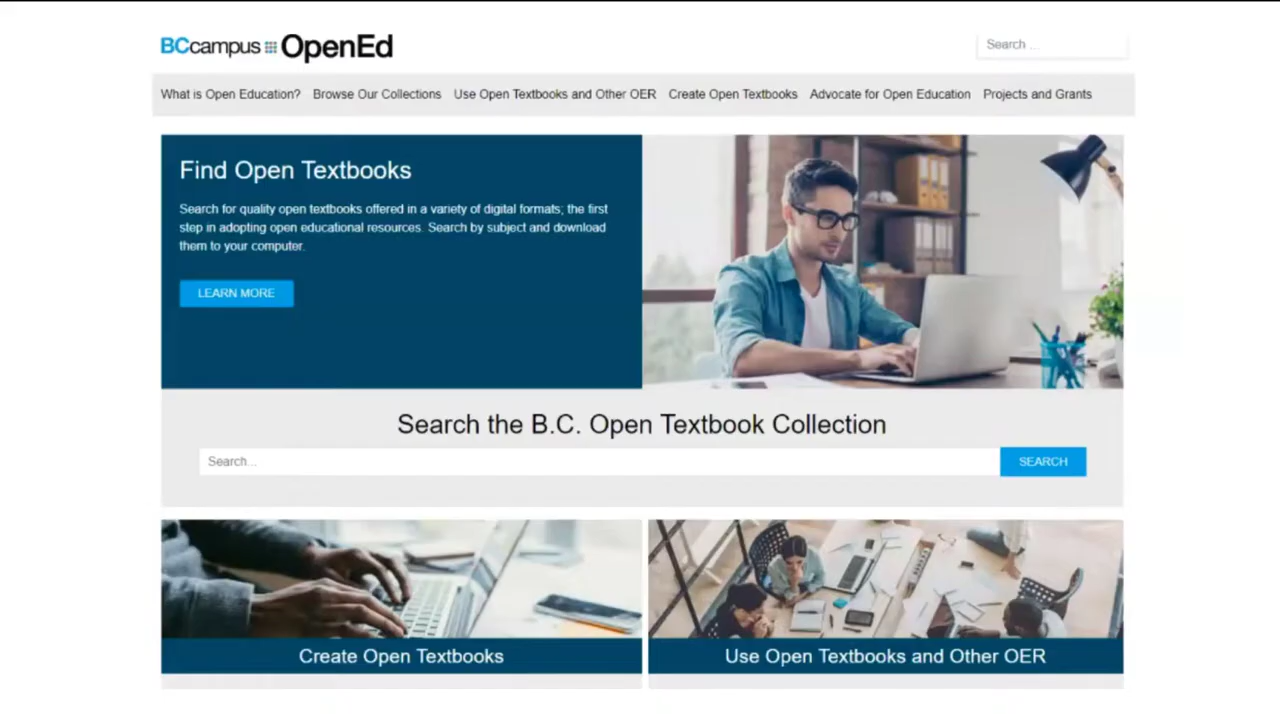 BCcampus OpenEd
Search ...
What is Open Education? Browse Our Collections Use Open Textbooks and Other OER Create Open Textbooks Advocate for Open Education Projects and Grants
Find Open Textbooks
Search for quality open textbooks offered in a variety of digital formats; the first
step in adopting open educational resources. Search by subject and download
them to your computer.
LEARN MORE
Search the B.C. Open Textbook Collection
Search... SEARCH
Create Open Textbooks
Use Open Textbooks and Other OER